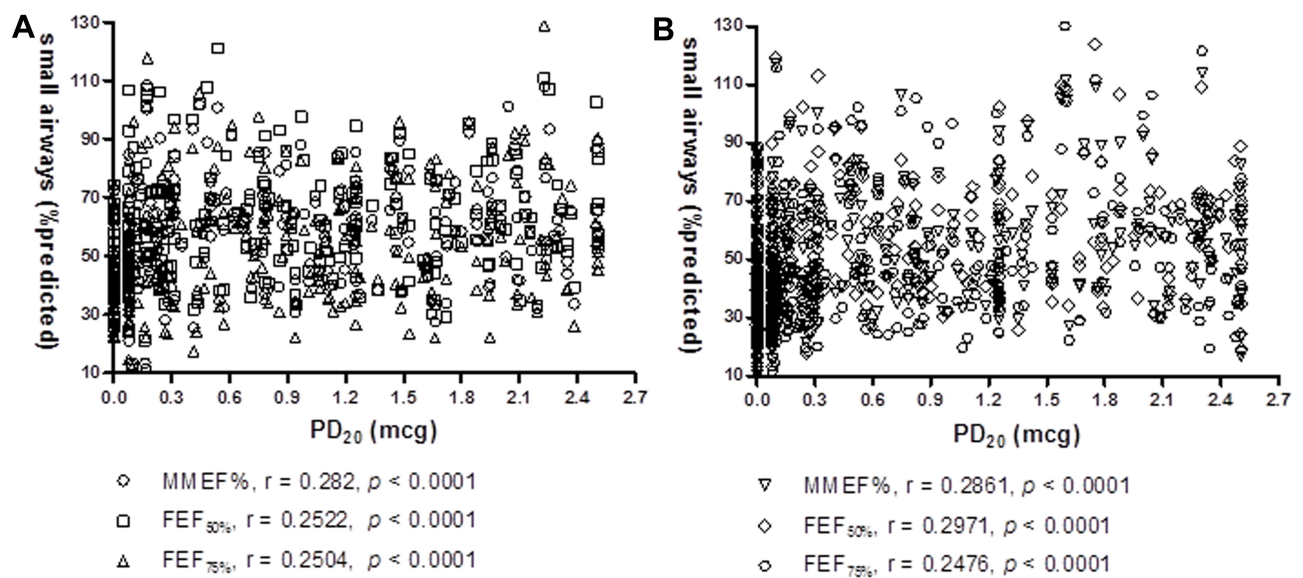 A
small airways (%predicted)
130
110
90
70
50
30
10
0.0 0.3 0.6 0.9 1.2 1.5 1.8 2.1 2.4 2.7
PD20 (mcg)
MMEF%, r = 0.282, p < 0.0001
FEF50%, r = 0.2522, p < 0.0001
FEF75%, r = 0.2504, p < 0.0001
B
small airways (%predicted)
130
110
90
70
50
30
10
0.0 0.3 0.6 0.9 1.2 1.5 1.8 2.1 2.4 2.7
PD20 (mcg)
MMEF%, r = 0.2861, p < 0.0001
FEF50%, r = 0.2971, p < 0.0001
FEF75%, r = 0.2476, p < 0.0001